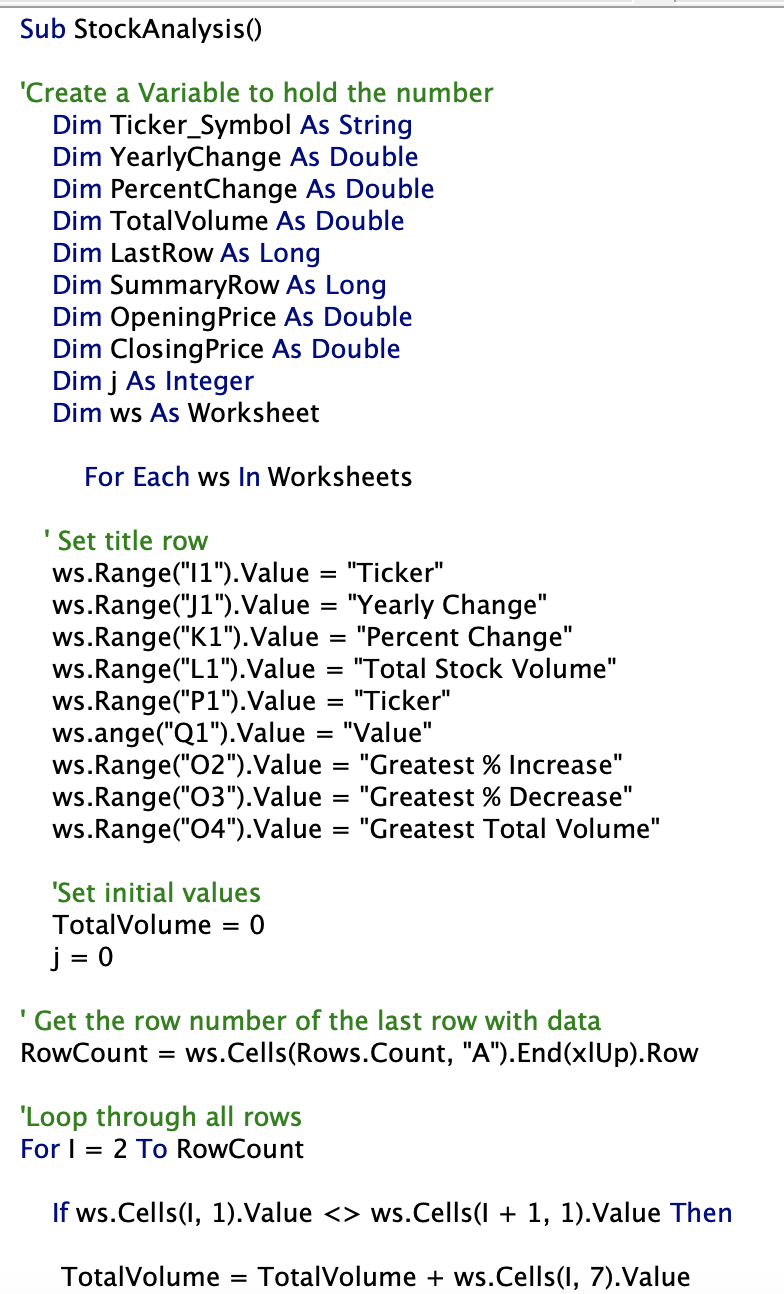 Sub StockAnalysis()
'Create a Variable to hold the number
Dim Ticker_Symbol As String
Dim YearlyChange As Double
Dim PercentChange As Double
Dim TotalVolume As Double
Dim LastRow As Long
Dim SummaryRow As Long
Dim OpeningPrice As Double
Dim ClosingPrice As Double
Dim j As Integer
Dim ws As Worksheet
For Each ws In Worksheets
' Set title row
ws.Range("I1").Value = "Ticker"
ws.Range("J1").Value = "Yearly Change"
ws.Range("K1").Value = "Percent Change"
ws.Range("L1").Value = "Total Stock Volume"
ws.Range("P1").Value = "Ticker"
ws.ange("Q1").Value = "Value"
ws.Range("O2").Value = "Greatest % Increase"
ws.Range("O3").Value = "Greatest % Decrease"
ws.Range("O4").Value = "Greatest Total Volume"
'Set initial values
TotalVolume = 0
j = 0
' Get the row number of the last row with data
RowCount = ws.Cells(Rows.Count, "A").End(xlUp).Row
'Loop through all rows
For I = 2 To RowCount
If ws.Cells(I, 1).Value <> ws.Cells(I + 1, 1).Value Then
TotalVolume = TotalVolume + ws.Cells(I, 7).Value